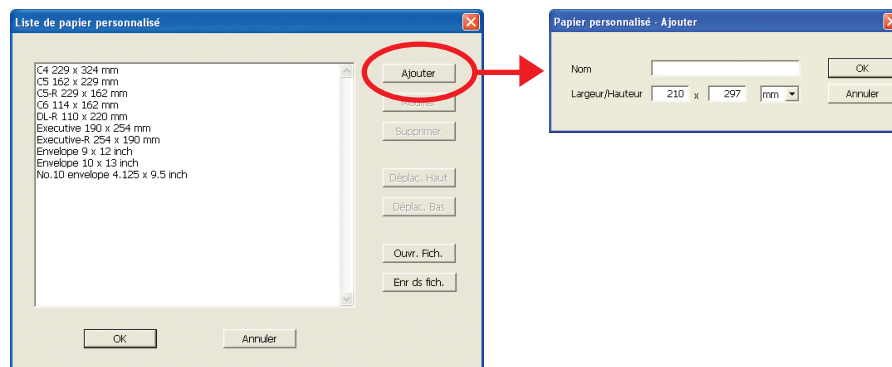 Liste de papier personnalisé
C4 229 x 324 mm
C5 162 x 229 mm
C5-R 229 x 162 mm
C6 114 x 162 mm
DL-R 110 x 220 mm
Executive 190 x 254 mm
Executive-R 254 x 190 mm
Envelope 9 x 12 inch
Envelope 10 x 13 inch
No.10 envelope 4.125 x 9.5 inch
Ajouter
Modifier
Supprimer
Déplac. Haut
Déplac. Bas
Ouvr. Fich.
Enr ds fich.
OK
Annuler
Papier personnalisé - Ajouter
Nom
OK
Largeur/Hauteur 210 x 297 mm
Annuler